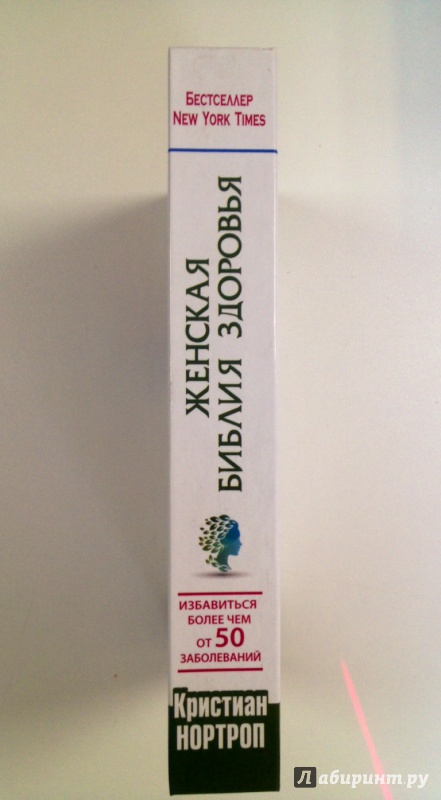 БЕСТСЕЛЛЕР
NEW YORK TIMES
ЖЕНСКАЯ
БИБЛИЯ ЗДОРОВЬЯ
ИЗБАВИТЬСЯ
БОЛЕЕ ЧЕМ
ОТ 50
ЗАБОЛЕВАНИЙ
Кристиан
НОРТРОП
Лабиринт.ру